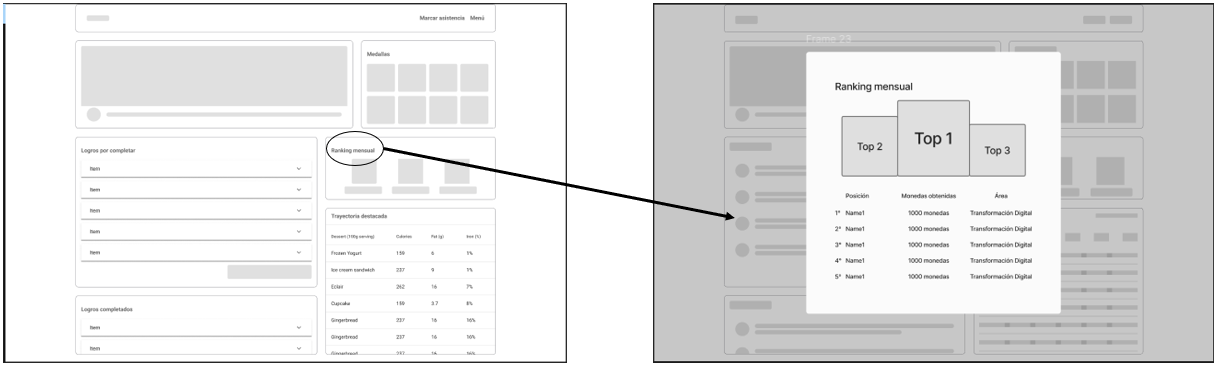 Marcar asistencia Menú
Medallas
Logros por completar
Item
Item
Item
Item
Item
Logros completados
Item
Item
Ranking mensual
Trayectoria destacada
Dessert (100g serving) Calories Fat (g) Iron (%)
Frozen Yogurt 159 6 1%
Ice cream sandwich 237 9 1%
Eclair 262 16 7%
Cupcake 159 3.7 8%
Gingerbread 237 16 16%
Gingerbread 237 16 16%
Gingerbread 237 16 16%
Frame 23
Ranking mensual
Top 2
Top 1
Top 3
Posición Monedas obtenidas Área
1° Name1 1000 monedas Transformación Digital
2° Name1 1000 monedas Transformación Digital
3° Name1 1000 monedas Transformación Digital
4° Name1 1000 monedas Transformación Digital
5° Name1 1000 monedas Transformación Digital